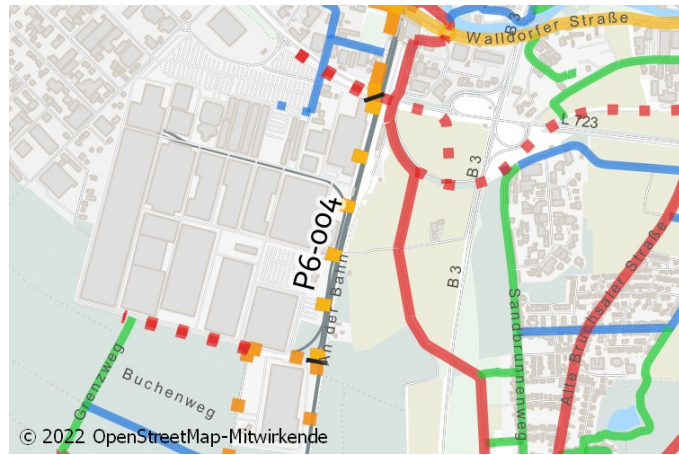 Walldorfer Straße
B 3
L 723
B 3
P6-004
An der Bahn
B 3
Sandbrunnenweg
Alte Bruchsaler Straße
Grenzweg
Buchenweg
© 2022 OpenStreetMap-Mitwirkende